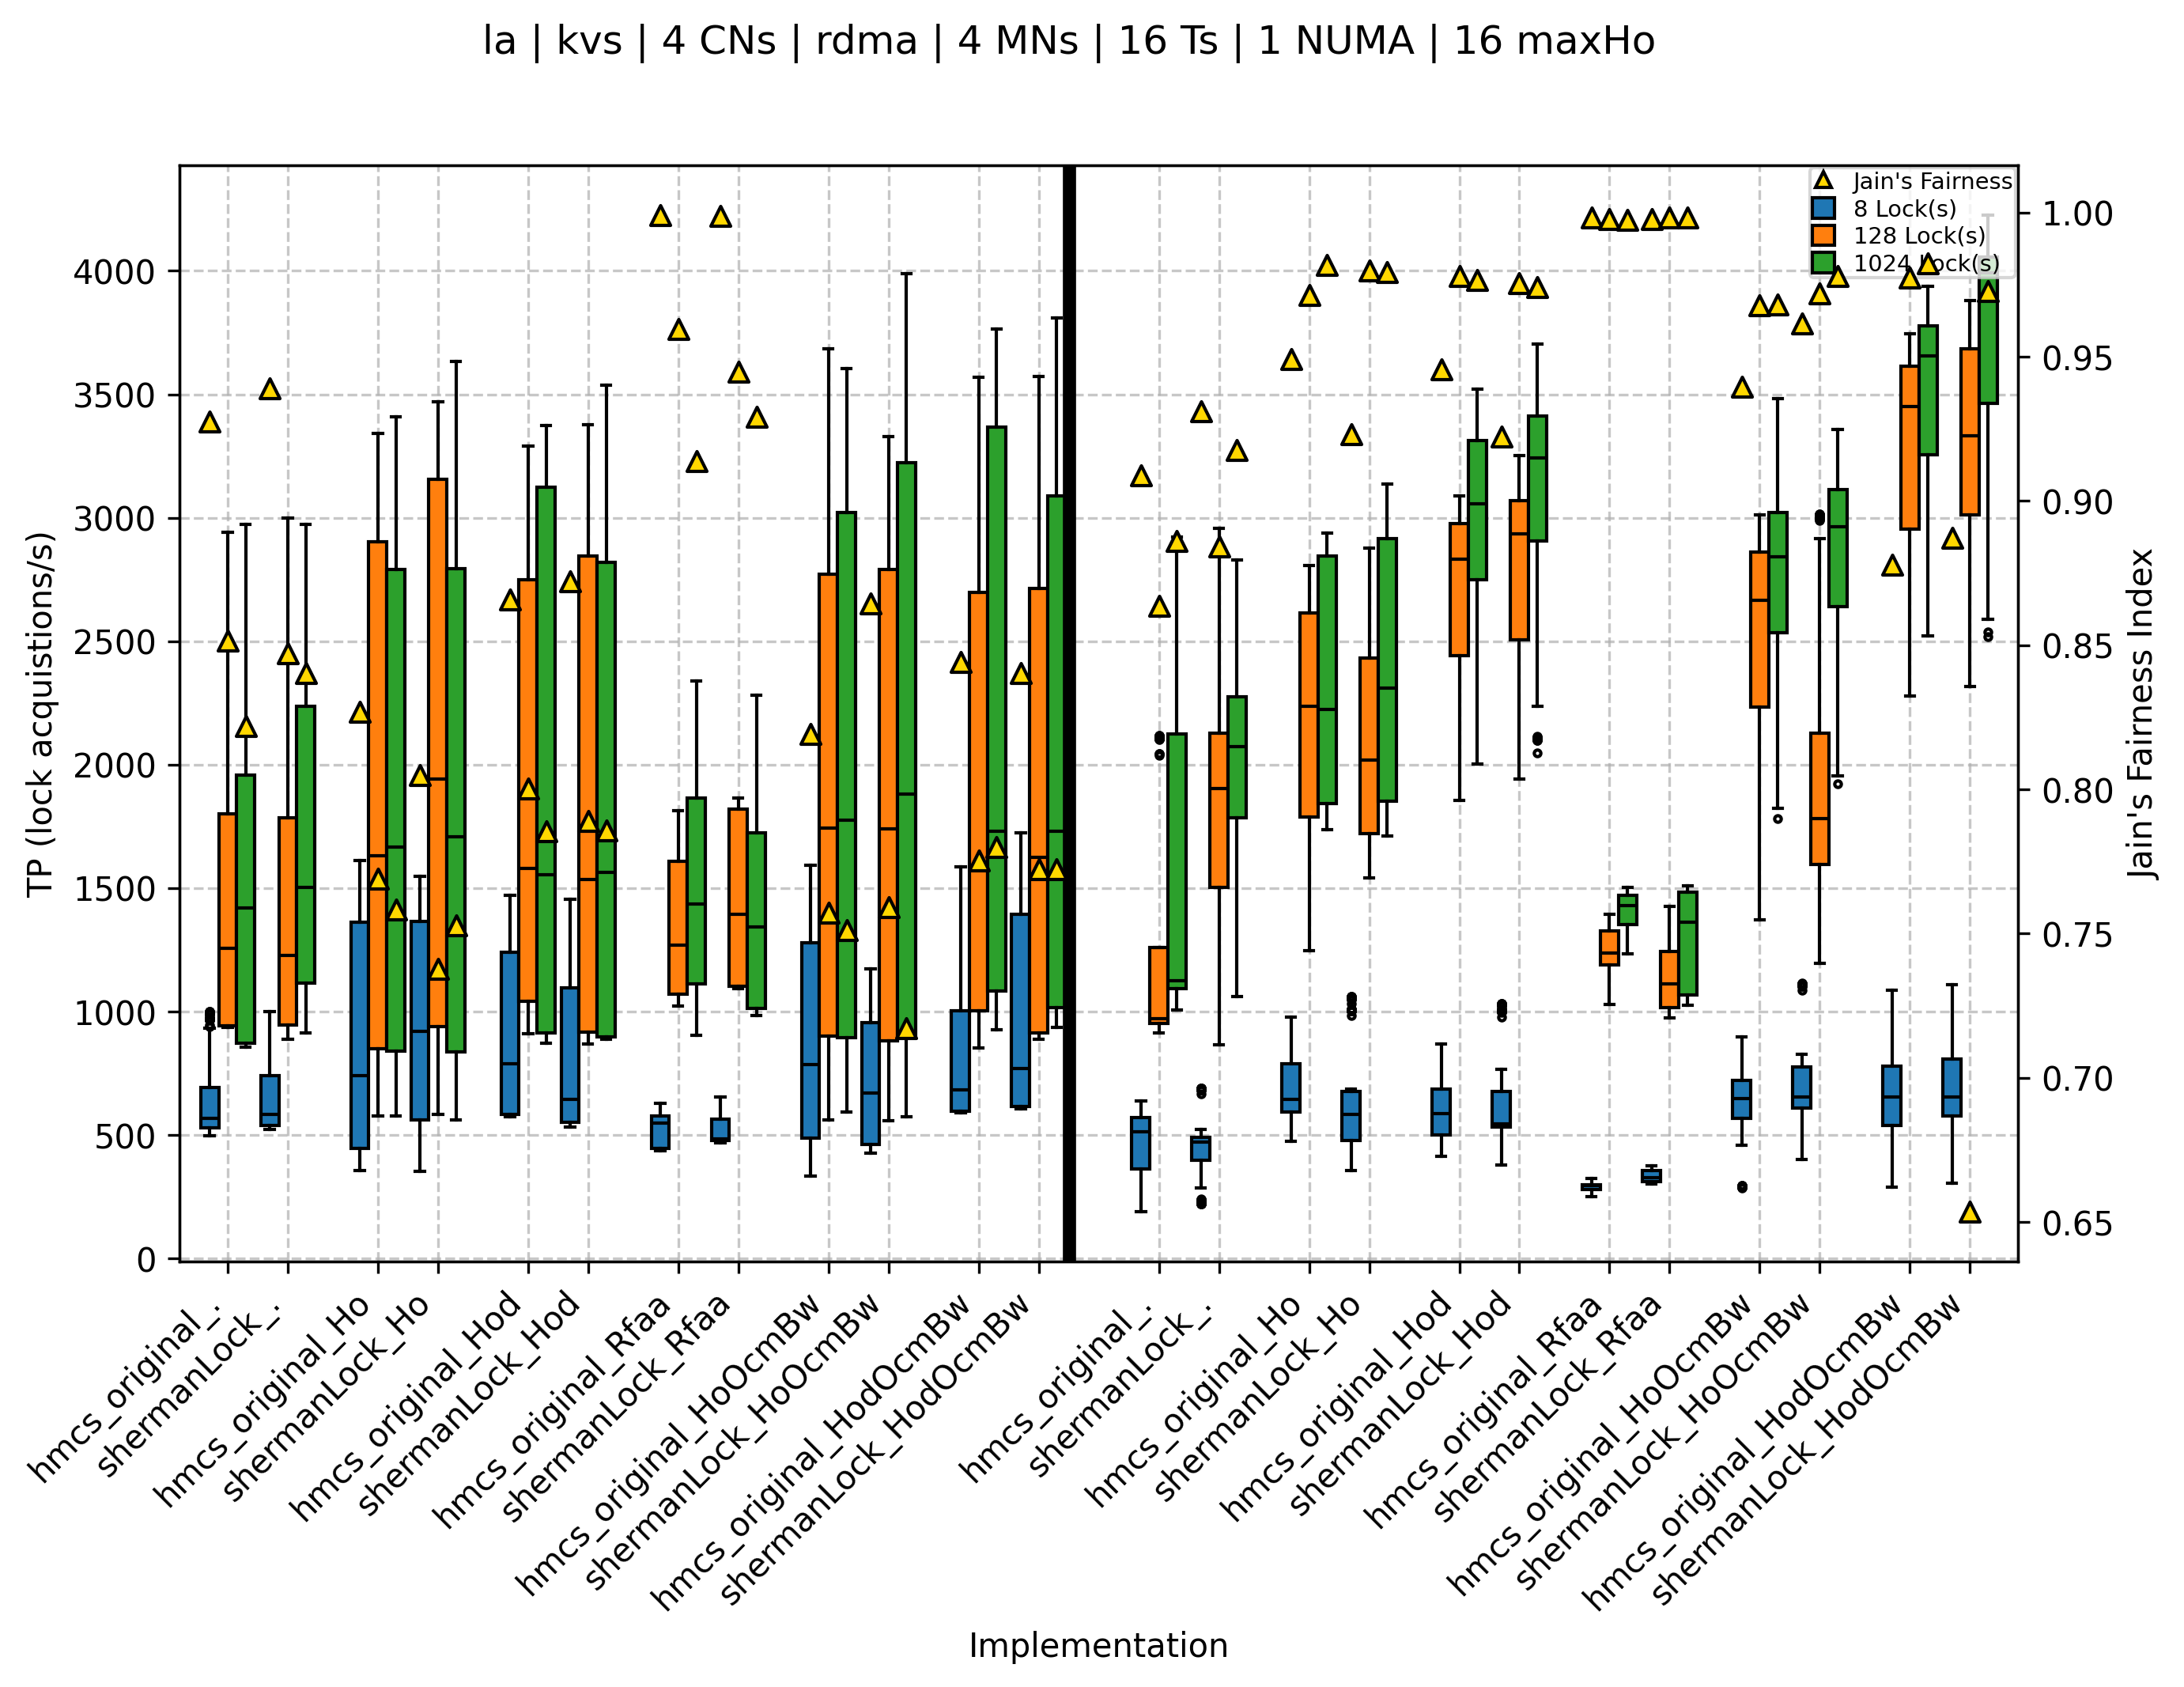 la | kvs | 4 CNs | rdma | 4 MNs | 16 Ts | 1 NUMA | 16 maxHo
Jain's Fairness
8 Lock(s)
128 Lock(s)
1024 Lock(s)
TP (lock acquistions/s)
4000
3500
3000
2500
2000
1500
1000
500
0
Jain's Fairness Index
1.00
0.95
0.90
0.85
0.80
0.75
0.70
0.65
hmcs_original_.
shermanLock_.
hmcs_original_Ho
shermanLock_Ho
hmcs_original_Hod
shermanLock_Hod
hmcs_original_Rfaa
shermanLock_Rfaa
hmcs_original_HoOcmBw
shermanLock_HoOcmBw
hmcs_original_HodOcmBw
shermanLock_HodOcmBw
hmcs_original_.
shermanLock_.
hmcs_original_Ho
shermanLock_Ho
hmcs_original_Hod
shermanLock_Hod
hmcs_original_Rfaa
shermanLock_Rfaa
hmcs_original_HoOcmBw
shermanLock_HoOcmBw
hmcs_original_HodOcmBw
shermanLock_HodOcmBw
Implementation